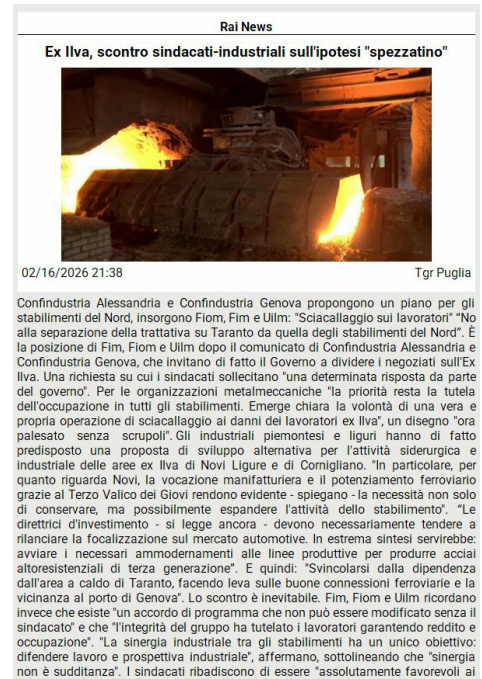 Rai News
Ex Ilva, scontro sindacati-industriali sull'ipotesi "spezzatino"
02/16/2026 21:38
Tgr Puglia
Confindustria Alessandria e Confindustria Genova propongono un piano per gli
stabilimenti del Nord, insorgono Fiom, Fim e Uilm: "Sciacallaggio sui lavoratori" “No
alla separazione della trattativa su Taranto da quella degli stabilimenti del Nord”. È
la posizione di Fim, Fiom e Uilm dopo il comunicato di Confindustria Alessandria e
Confindustria Genova, che invitano di fatto il Governo a dividere i negoziati sull'Ex
Ilva. Una richiesta su cui i sindacati sollecitano "una determinata risposta da parte
del governo". Per le organizzazioni metalmeccaniche "la priorità resta la tutela
dell'occupazione in tutti gli stabilimenti. Emerge chiara la volontà di una vera e
propria operazione di sciacallaggio ai danni dei lavoratori ex Ilva", un disegno "ora
palesato senza scrupoli". Gli industriali piemontesi e liguri hanno di fatto
predisposto una proposta di sviluppo alternativa per l'attività siderurgica e
industriale delle aree ex Ilva di Novi Ligure e di Cornigliano. "In particolare, per
quanto riguarda Novi, la vocazione manifatturiera e il potenziamento ferroviario
grazie al Terzo Valico dei Giovi rendono evidente - spiegano - la necessità non solo
di conservare, ma possibilmente espandere l'attività dello stabilimento". “Le
direttrici d'investimento - si legge ancora - devono necessariamente tendere a
rilanciare la focalizzazione sul mercato automotive. In estrema sintesi servirebbe:
avviare i necessari ammodernamenti alle linee produttive per produrre acciai
altoresistenziali di terza generazione”. E quindi: "Svincolarsi dalla dipendenza
dall'area a caldo di Taranto, facendo leva sulle buone connessioni ferroviarie e la
vicinanza al porto di Genova". Lo scontro è inevitabile. Fim, Fiom e Uilm ricordano
invece che esiste "un accordo di programma che non può essere modificato senza il
sindacato" e che "l'integrità del gruppo ha tutelato i lavoratori garantendo reddito e
occupazione". "La sinergia industriale tra gli stabilimenti ha un unico obiettivo:
difendere lavoro e prospettiva industriale", affermano, sottolineando che "sinergia
non è sudditanza". I sindacati ribadiscono di essere "assolutamente favorevoli ai